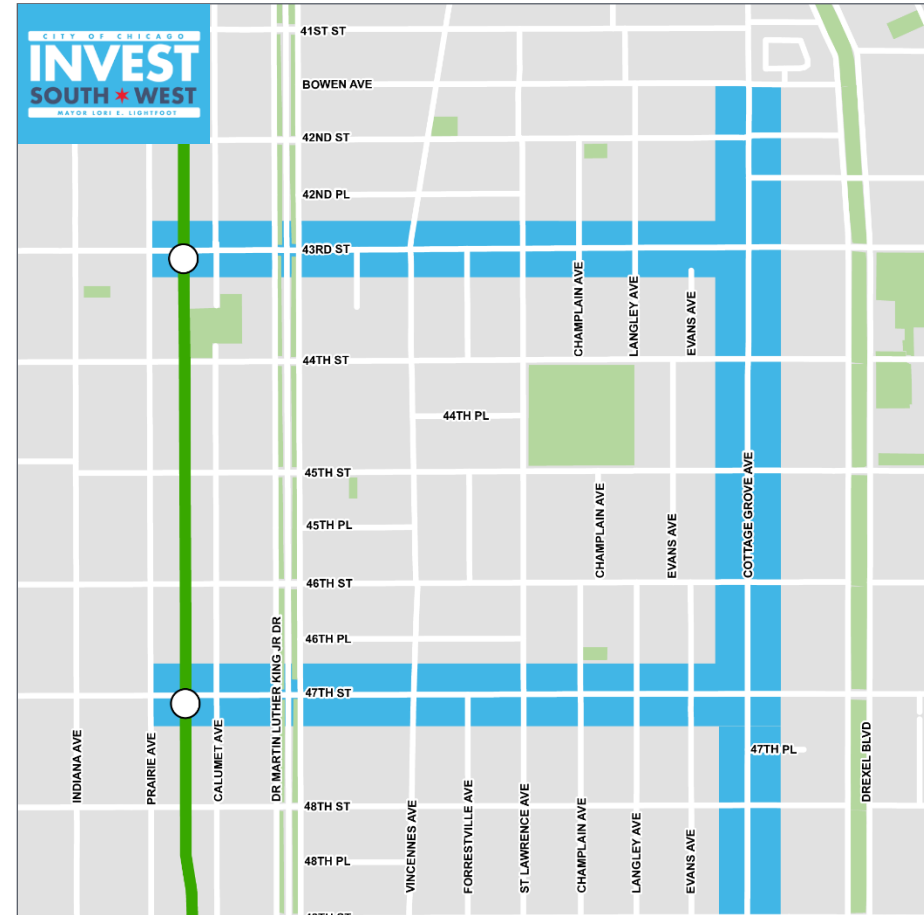 CITY OF CHICAGO
INVEST
SOUTH WEST
MAYOR LORI E. LIGHTFOOT
41ST ST
BOWEN AVE
42ND ST
42ND PL
43RD ST
CHAMPLAIN AVE
LANGLEY AVE
EVANS AVE
44TH ST
44TH PL
45TH ST
COTTAGE GROVE AVE
CHAMPLAIN AVE
EVANS AVE
45TH PL
46TH ST
DR MARTIN LUTHER KING JR DR
46TH PL
47TH ST
INDIANA AVE
PRAIRIE AVE
CALUMET AVE
47TH PL
DREXEL BLVD
48TH ST
VINCENNES AVE
FORRESTVILLE AVE
ST LAWRENCE AVE
CHAMPLAIN AVE
LANGLEY AVE
EVANS AVE
48TH PL